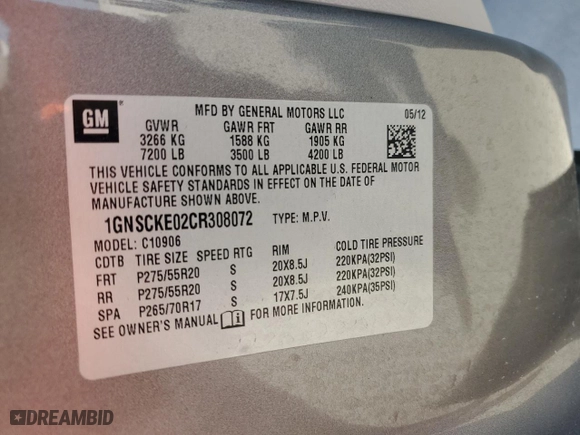 GM
MFD BY GENERAL MOTORS LLC 05/12
GVWR GAWR FRT GAWR RR
3266 KG 1588 KG 1905 KG
7200 LB 3500 LB 4200 LB
THIS VEHICLE CONFORMS TO ALL APPLICABLE U.S. FEDERAL MOTOR
VEHICLE SAFETY STANDARDS IN EFFECT ON THE DATE OF
MANUFACTURE SHOWN ABOVE.
1GNSCKE02CR308072 TYPE: M.P.V.
MODEL: C10906
CDTB TIRE SIZE SPEED RTG RIM COLD TIRE PRESSURE
FRT P275/55R20 S 20X8.5J 220KPA(32PSI)
RR P275/55R20 S 20X8.5J 220KPA(32PSI)
SPA P265/70R17 S 17X7.5J 240KPA(35PSI)
SEE OWNER'S MANUAL FOR MORE INFORMATION.
DREAMBID